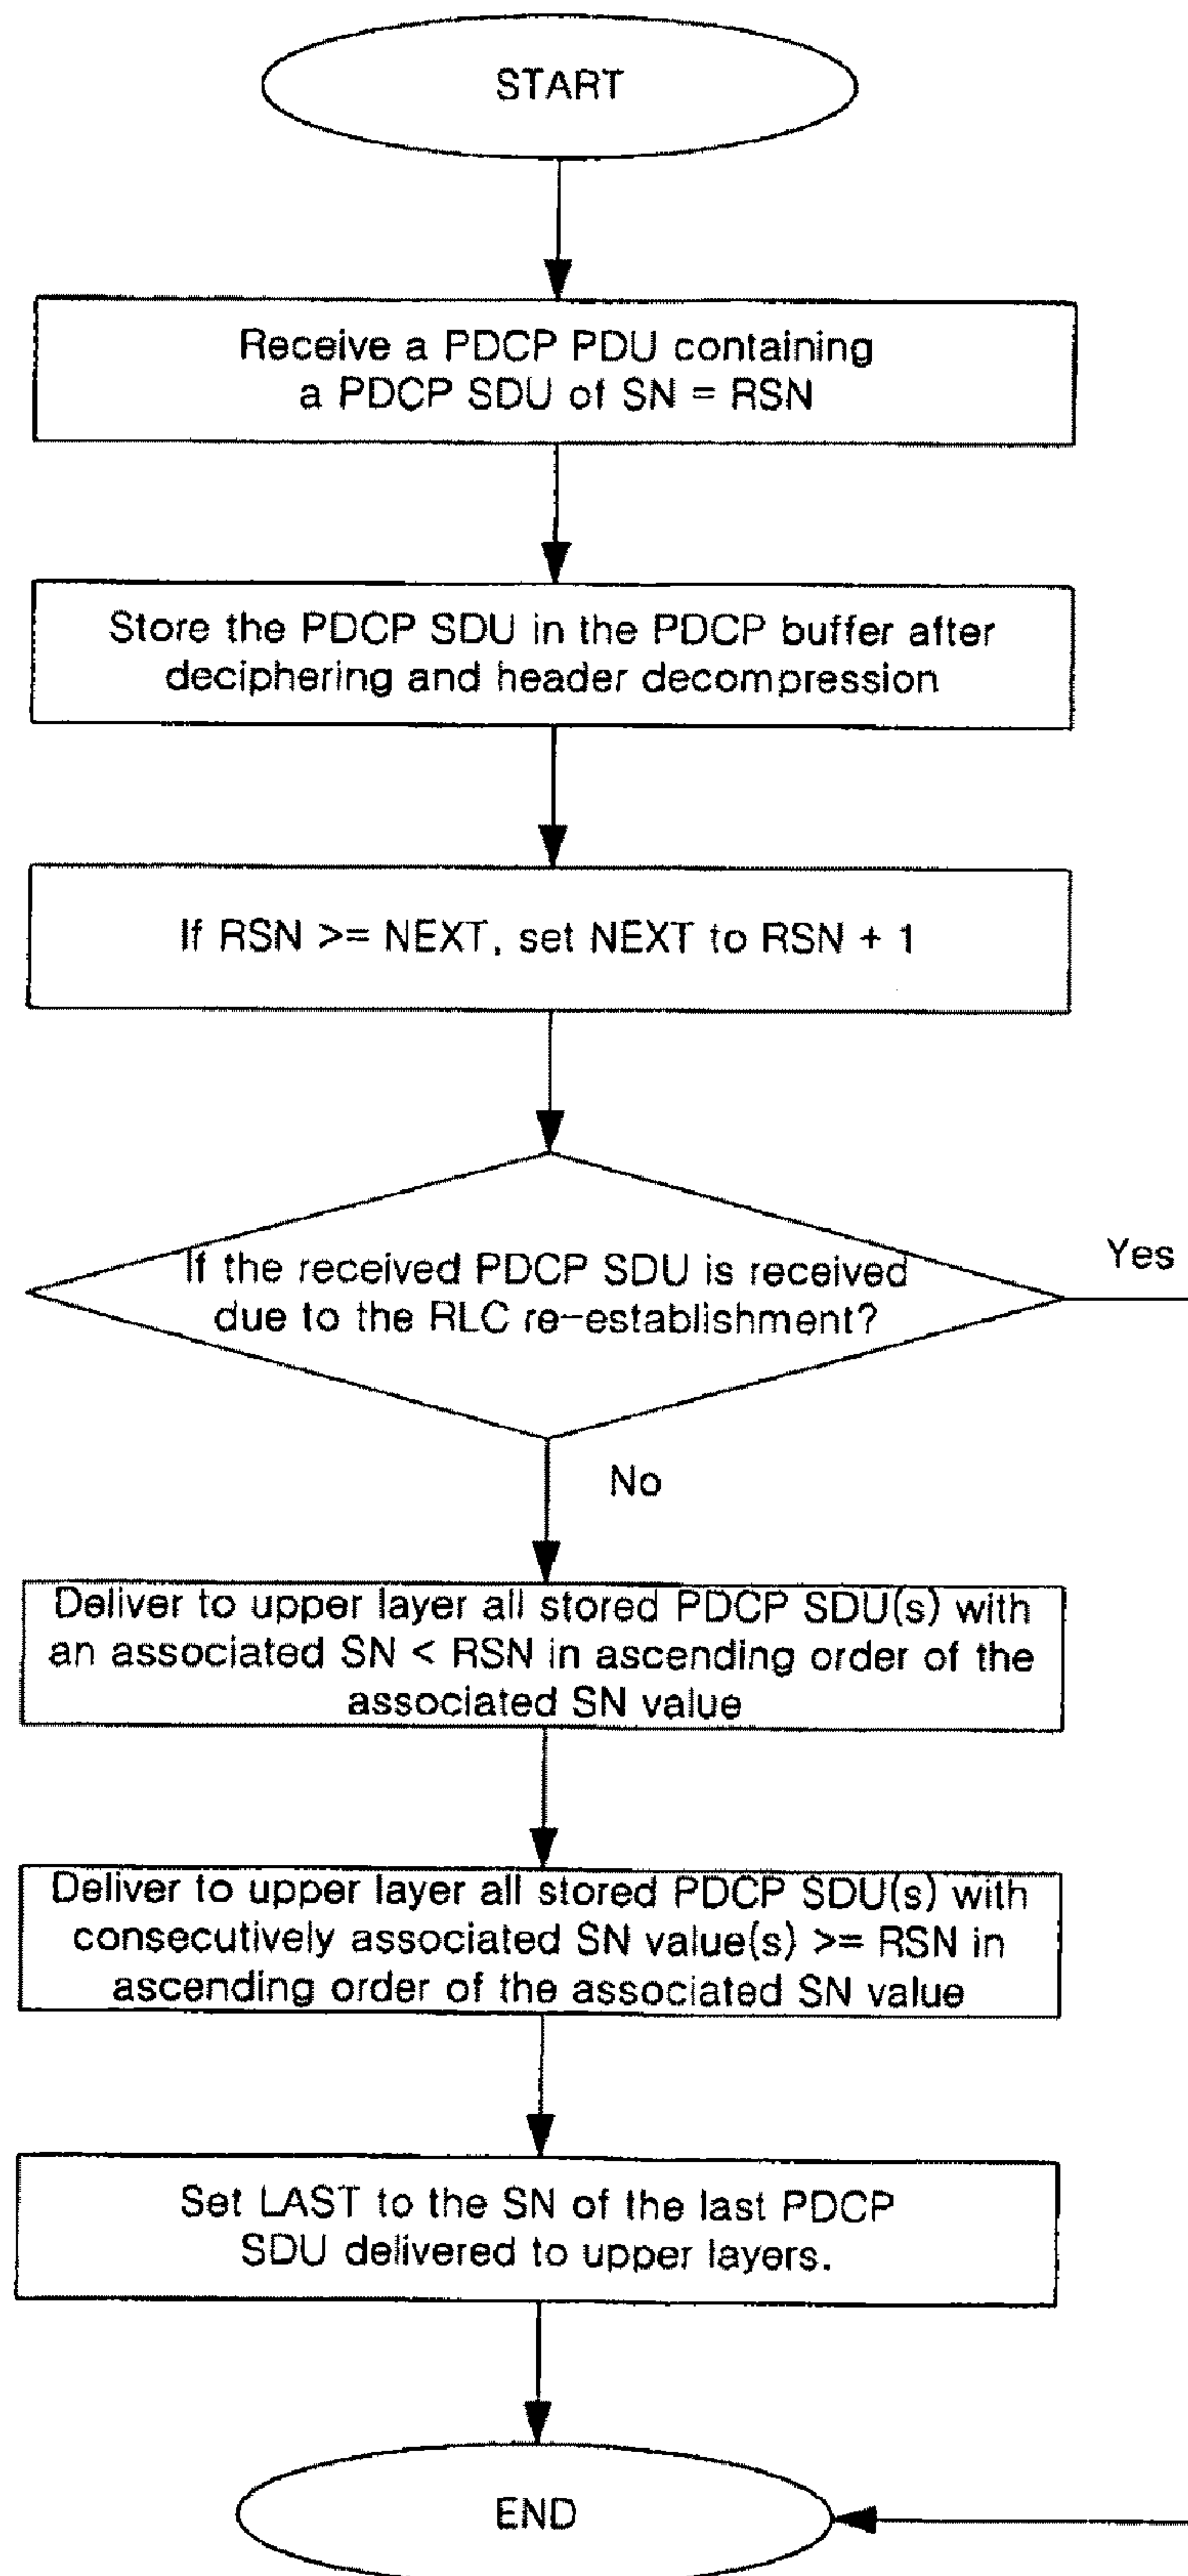 START
Receive a PDCP PDU containing
a PDCP SDU of SN = RSN
Store the PDCP SDU in the PDCP buffer after
deciphering and header decompression
If RSN >= NEXT, set NEXT to RSN + 1
If the received PDCP SDU is received
due to the RLC re-establishment?
Yes
No
Deliver to upper layer all stored PDCP SDU(s) with
an associated SN < RSN in ascending order of the
associated SN value
Deliver to upper layer all stored PDCP SDU(s) with
consecutively associated SN value(s) >= RSN in
ascending order of the associated SN value
Set LAST to the SN of the last PDCP
SDU delivered to upper layers.
END